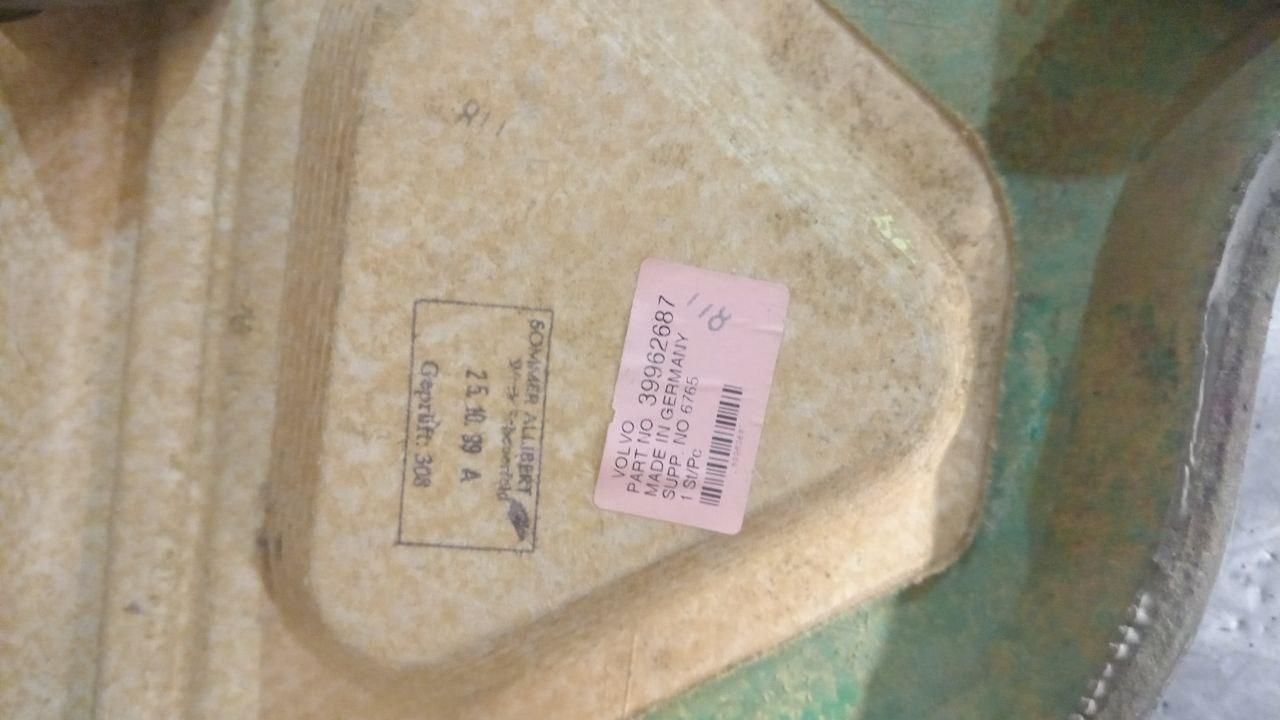 VOLVO
PART NO 39962687
MADE IN GERMANY
SUPP. NO 6765
1 St/Pc
SOMMER ALLIBERT
25.10.99 A
Geprüft: 308